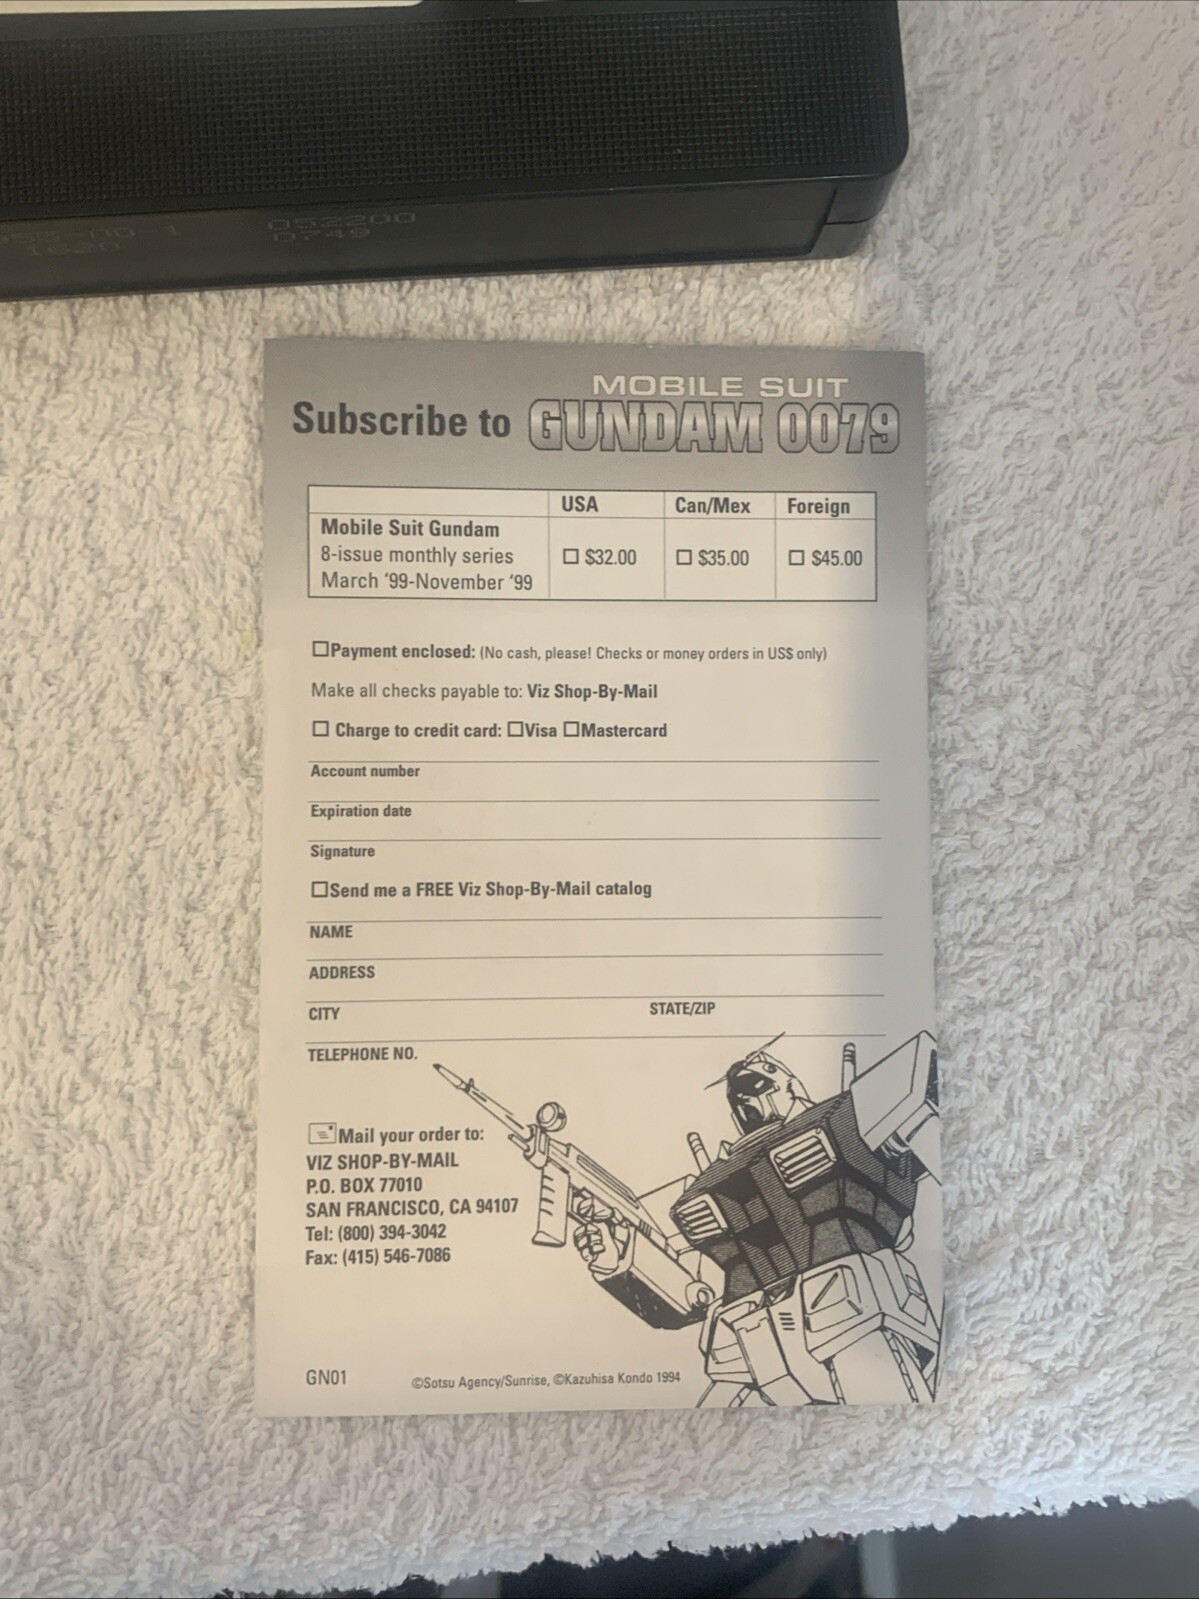 052200
1820 0749
MOBILE SUIT
Subscribe to GUNDAM 0079
USA Can/Mex Foreign
Mobile Suit Gundam
8-issue monthly series ☐ $32.00 ☐ $35.00 ☐ $45.00
March ‘99-November ‘99
☐Payment enclosed: (No cash, please! Checks or money orders in US$ only)
Make all checks payable to: Viz Shop-By-Mail
☐ Charge to credit card: ☐Visa ☐Mastercard
Account number
Expiration date
Signature
☐Send me a FREE Viz Shop-By-Mail catalog
NAME
ADDRESS
CITY STATE/ZIP
TELEPHONE NO.
Mail your order to:
VIZ SHOP-BY-MAIL
P.O. BOX 77010
SAN FRANCISCO, CA 94107
Tel: (800) 394-3042
Fax: (415) 546-7086
GN01 ©Sotsu Agency/Sunrise, ©Kazuhisa Kondo 1994